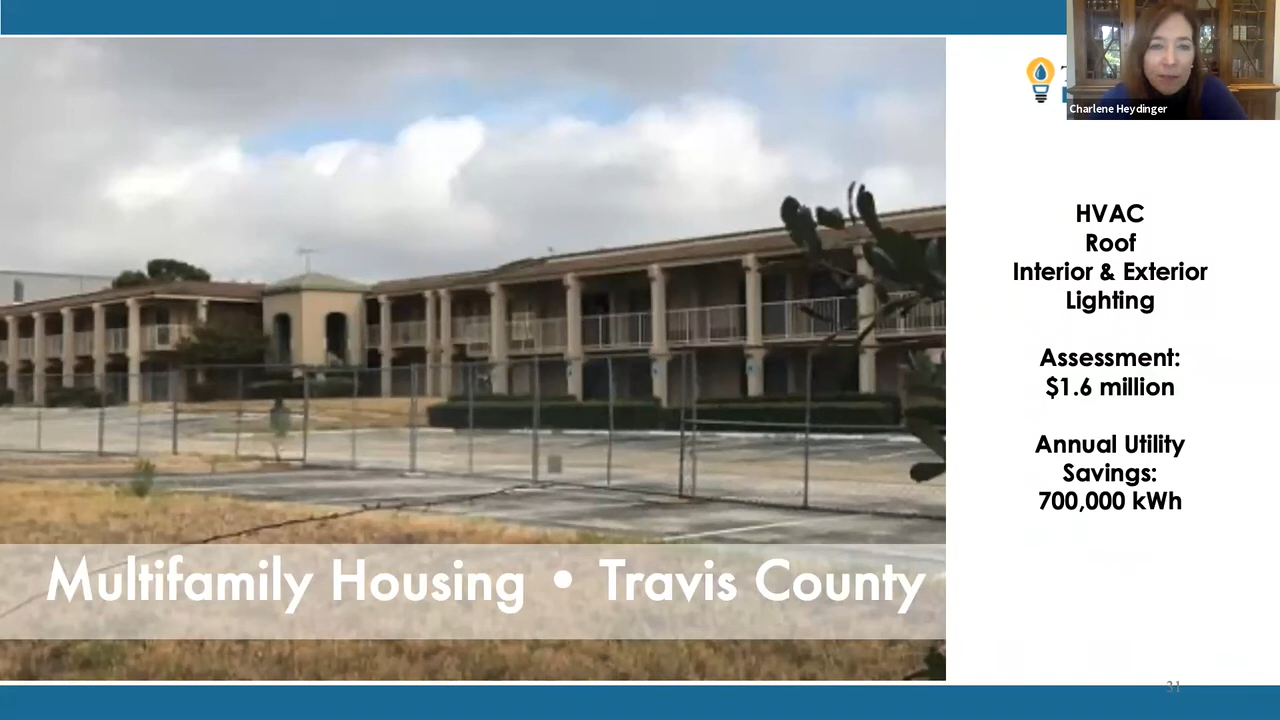 Charlene Heydinger
HVAC
Roof
Interior & Exterior
Lighting
Assessment:
$1.6 million
Annual Utility
Savings:
700,000 kWh
Multifamily Housing • Travis County
31